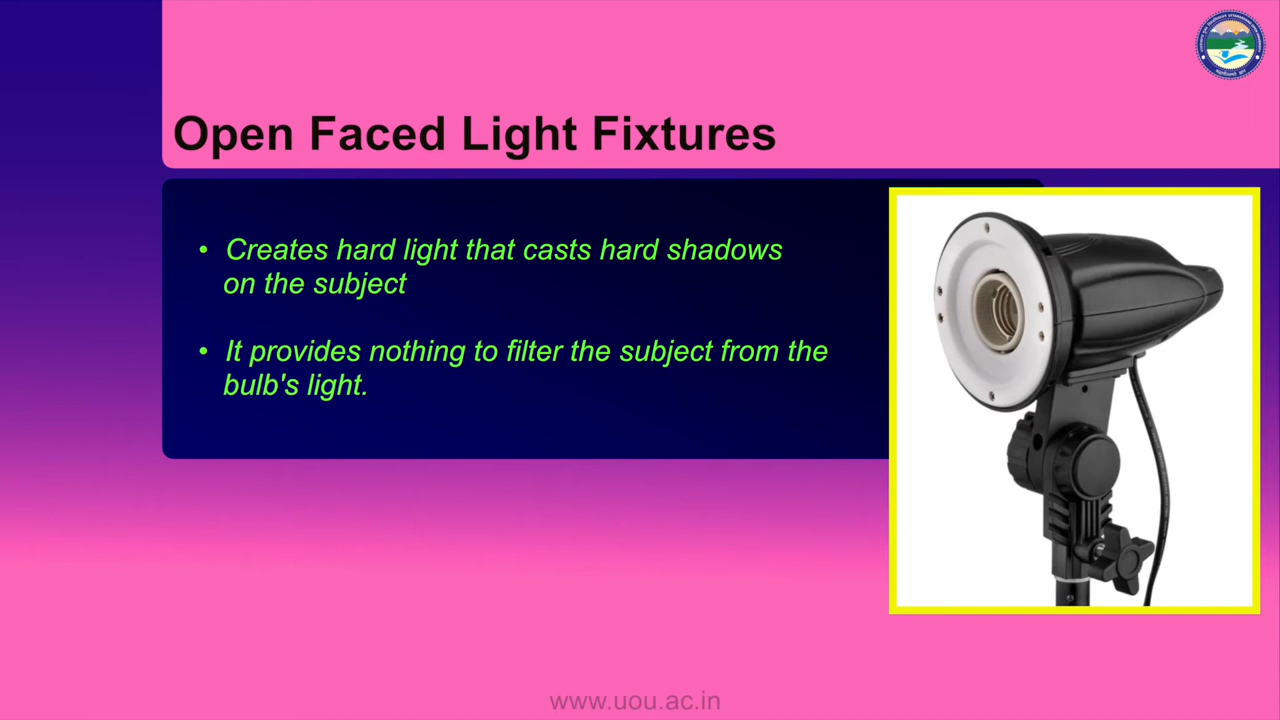 Open Faced Light Fixtures
• Creates hard light that casts hard shadows
on the subject
• It provides nothing to filter the subject from the
bulb's light.
www.uou.ac.in